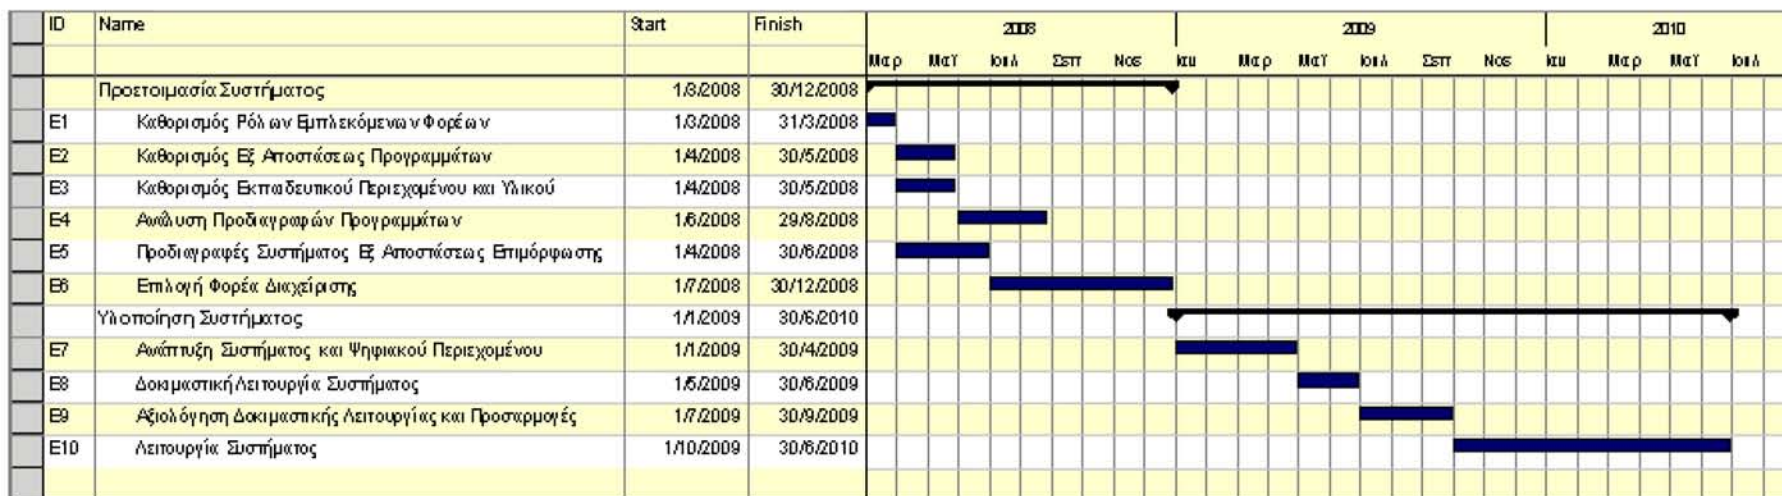 ID Name Start Finish 2008 2009 2010
Μαρ Μαϊ Ιουλ Σεπ Νοε Ιαν Μαρ Μαϊ Ιουλ Σεπ Νοε Ιαν Μαρ Μαϊ Ιουλ
Προετοιμασία Συστήματος 1/3/2008 30/12/2008
E1 Καθορισμός Ρόλων Εμπλεκόμενων Φορέων 1/3/2008 31/3/2008
E2 Καθορισμός Εξ Αποστάσεως Προγραμμάτων 1/4/2008 30/5/2008
E3 Καθορισμός Εκπαιδευτικού Περιεχομένου και Υλικού 1/4/2008 30/5/2008
E4 Ανάλυση Προδιαγραφών Προγραμμάτων 1/6/2008 29/8/2008
E5 Προδιαγραφές Συστήματος Εξ Αποστάσεως Επιμόρφωσης 1/4/2008 30/6/2008
E6 Επιλογή Φορέα Διαχείρισης 1/7/2008 30/12/2008
Υλοποίηση Συστήματος 1/1/2009 30/6/2010
E7 Ανάπτυξη Συστήματος και Ψηφιακού Περιεχομένου 1/1/2009 30/4/2009
E8 Δοκιμαστική Λειτουργία Συστήματος 1/5/2009 30/6/2009
E9 Αξιολόγηση Δοκιμαστικής Λειτουργίας και Προσαρμογές 1/7/2009 30/9/2009
E10 Λειτουργία Συστήματος 1/10/2009 30/6/2010